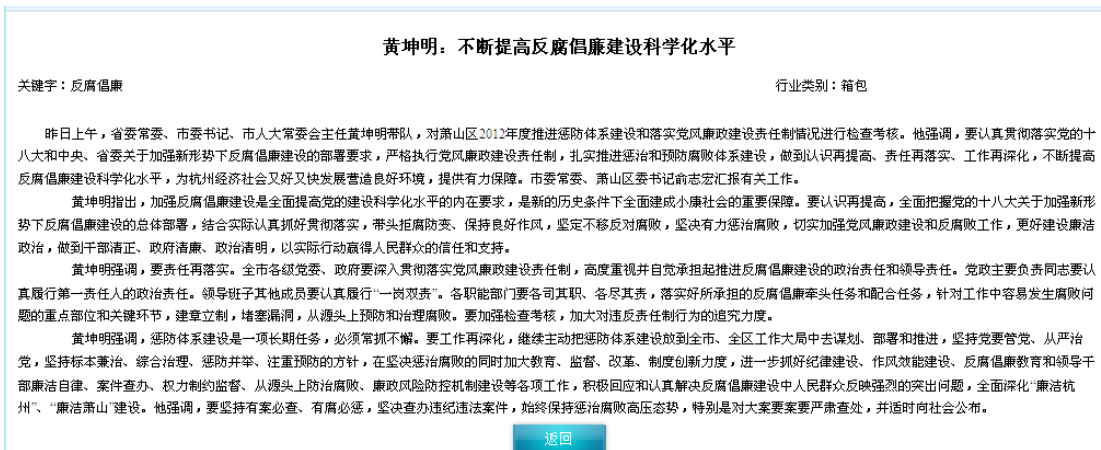 黄坤明：不断提高反腐倡廉建设科学化水平
关键字：反腐倡廉 行业类别：箱包
昨日上午，省委常委、市委书记、市人大常委会主任黄坤明带队，对萧山区2012年度推进惩防体系建设和落实党风廉政建设责任制情况进行检查考核。他强调，要认真贯彻落实党的十
八大和中央、省委关于加强新形势下反腐倡廉建设的部署要求，严格执行党风廉政建设责任制，扎实推进惩治和预防腐败体系建设，做到认识再提高、责任再落实、工作再深化，不断提高
反腐倡廉建设科学化水平，为杭州经济社会又好又快发展营造良好环境，提供有力保障。市委常委、萧山区委书记俞志宏汇报有关工作。
黄坤明指出，加强反腐倡廉建设是全面提高党的建设科学化水平的内在要求，是新的历史条件下全面建成小康社会的重要保障。要认识再提高，全面把握党的十八大关于加强新形
势下反腐倡廉建设的总体部署，结合实际认真抓好贯彻落实，带头拒腐防变、保持良好作风，坚定不移反对腐败，坚决有力惩治腐败，切实加强党风廉政建设和反腐败工作，更好建设廉洁
政治，做到干部清正、政府清廉、政治清明，以实际行动赢得人民群众的信任和支持。
黄坤明强调，要责任再落实。全市各级党委、政府要深入贯彻落实党风廉政建设责任制，高度重视并自觉承担起推进反腐倡廉建设的政治责任和领导责任。党政主要负责同志要认
真履行第一责任人的政治责任。领导班子其他成员要认真履行“一岗双责”。各职能部门要各司其职、各尽其责，落实好所承担的反腐倡廉牵头任务和配合任务，针对工作中容易发生腐败问
题的重点部位和关键环节，建章立制，堵塞漏洞，从源头上预防和治理腐败。要加强检查考核，加大对违反责任制行为的追究力度。
黄坤明强调，惩防体系建设是一项长期任务，必须常抓不懈。要工作再深化，继续主动把惩防体系建设放到全市、全区工作大局中去谋划、部署和推进，坚持党要管党、从严治
党，坚持标本兼治、综合治理、惩防并举、注重预防的方针，在坚决惩治腐败的同时加大教育、监督、改革、制度创新力度，进一步抓好纪律建设、作风效能建设、反腐倡廉教育和领导干
部廉洁自律、案件查办、权力制约监督、从源头上防治腐败、廉政风险防控机制建设等各项工作，积极回应和认真解决反腐倡廉建设中人民群众反映强烈的突出问题，全面深化“廉洁杭
州”、“廉洁萧山”建设。他强调，要坚持有案必查、有腐必惩，坚决查办违纪违法案件，始终保持惩治腐败高压态势，特别是对大案要案要严肃查处，并适时向社会公布。
返回